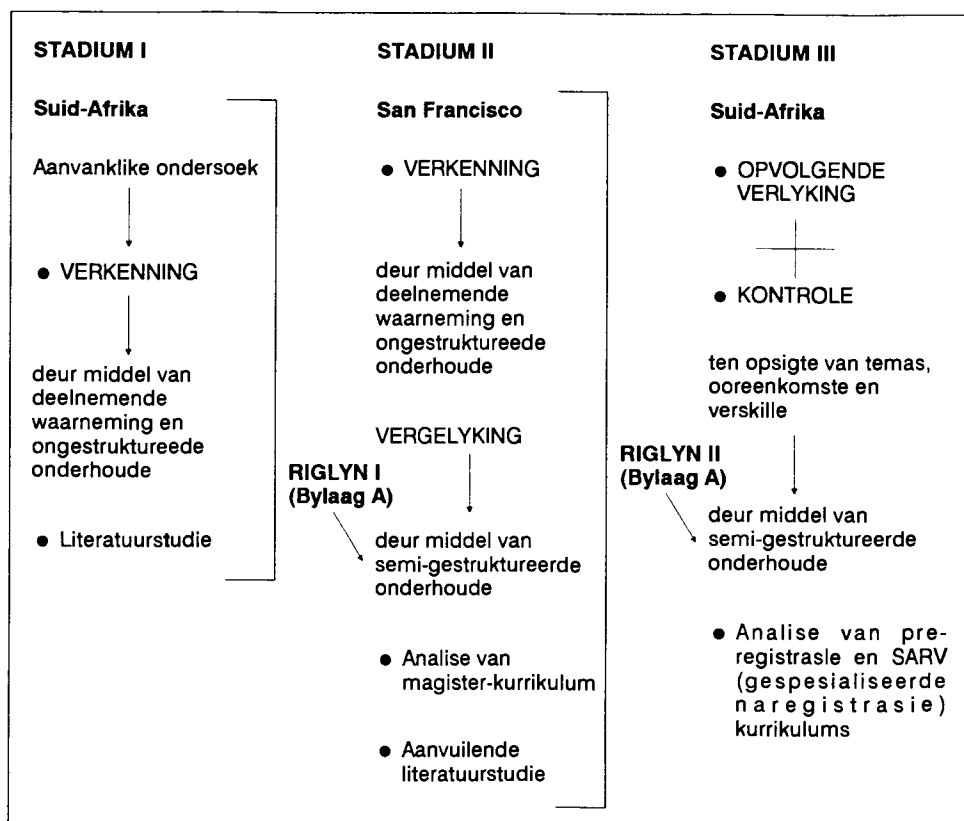 STADIUM I
Suid-Afrika
Aanvanklike ondersoek
● VERKENNING
deur middel van
deelnemende
waarneming en
ongestruktureede
onderhoude
● Literatuurstudie
STADIUM II
San Francisco
● VERKENNING
deur middel van
deelnemende
waarneming en
ongestruktureede
onderhoude
VERGELYKING
RIGLYN I
(Bylaag A)
deur middel van
semi-gestruktureerde
onderhoude
● Analise van
magister-kurrikulum
● Aanvuilende
literatuurstudie
STADIUM III
Suid-Afrika
● OPVOLGENDE
VERLYKING
● KONTROLE
ten opsigte van temas,
ooreenkomste en
verskille
RIGLYN II
(Bylaag A)
deur middel van
semi-gestruktureerde
onderhoude
● Analise van pre-
registrasle en SARV
(gespesialiseerde
naregistrasie)
kurrikulums